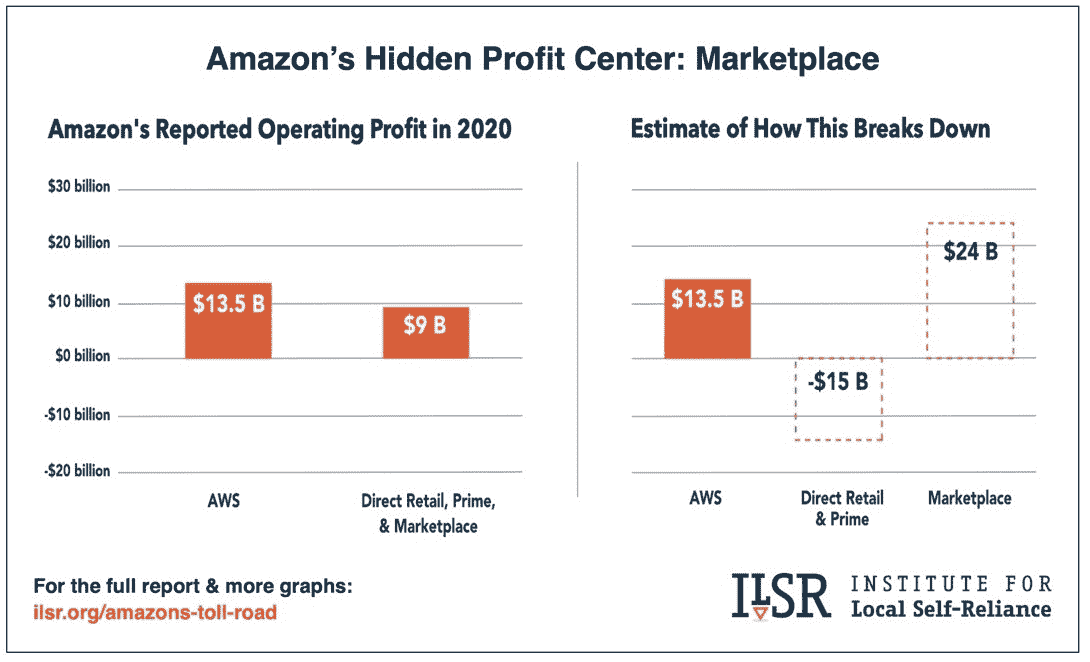 Amazon's Hidden Profit Center: Marketplace
Amazon's Reported Operating Profit in 2020
$30 billion
$20 billion
$10 billion
$0 billion
-$10 billion
-$20 billion
$13.5 B
$9 B
AWS
Direct Retail, Prime,
& Marketplace
Estimate of How This Breaks Down
$13.5 B
-$15 B
$24 B
AWS
Direct Retail
& Prime
Marketplace
For the full report & more graphs:
ilsr.org/amazons-toll-road
ILSR
INSTITUTE FOR
Local Self-Reliance